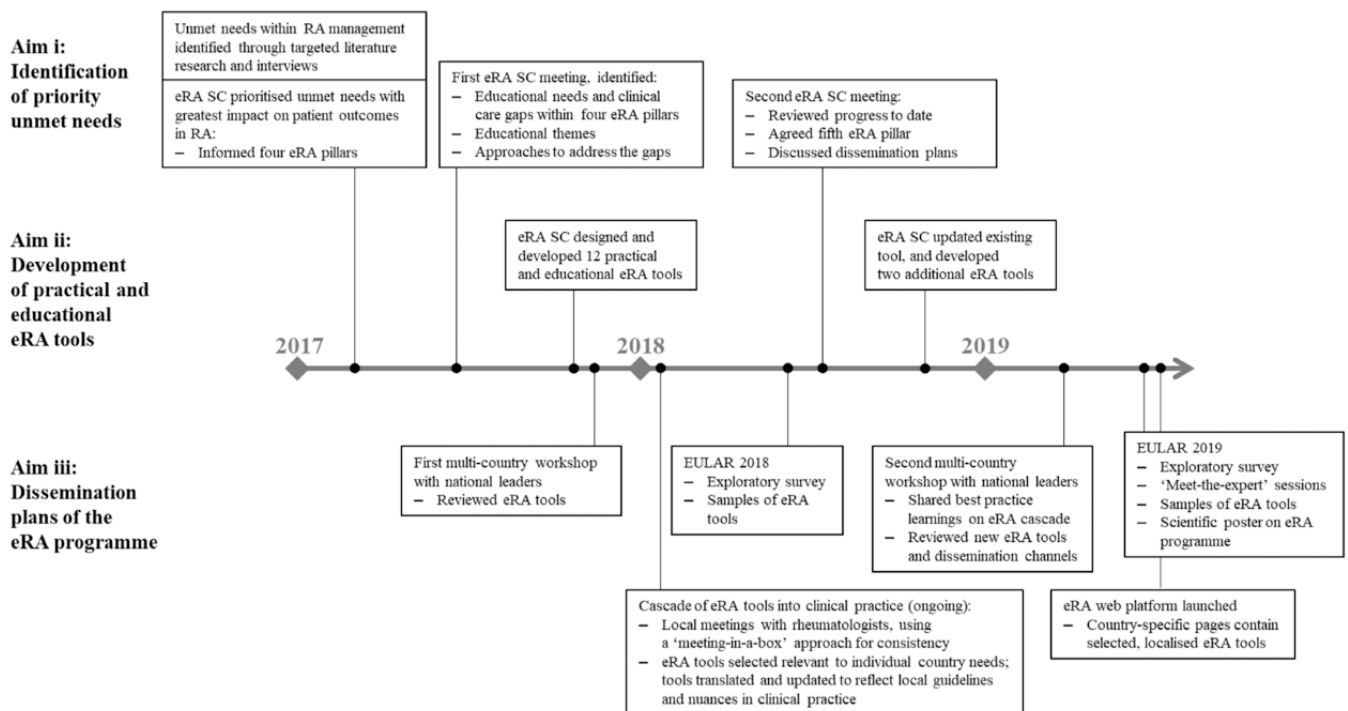 Aim i:
Identification
of priority
unmet needs
Unmet needs within RA management
identified through targeted literature
research and interviews
eRA SC prioritised unmet needs with
greatest impact on patient outcomes
in RA:
– Informed four eRA pillars
First eRA SC meeting, identified:
– Educational needs and clinical
care gaps within four eRA pillars
– Educational themes
– Approaches to address the gaps
Second eRA SC meeting:
– Reviewed progress to date
– Agreed fifth eRA pillar
– Discussed dissemination plans
Aim ii:
Development
of practical and
educational
eRA tools
eRA SC designed and
developed 12 practical
and educational eRA tools
eRA SC updated existing
tool, and developed
two additional eRA tools
2017
2018
2019
Aim iii:
Dissemination
plans of the
eRA programme
First multi-country workshop
with national leaders
– Reviewed eRA tools
EULAR 2018
– Exploratory survey
– Samples of eRA
tools
Second multi-country
workshop with national leaders
– Shared best practice
learnings on eRA cascade
– Reviewed new eRA tools
and dissemination channels
EULAR 2019
– Exploratory survey
– ‘Meet-the-expert’ sessions
– Samples of eRA tools
– Scientific poster on eRA
programme
Cascade of eRA tools into clinical practice (ongoing):
– Local meetings with rheumatologists, using
a ‘meeting-in-a-box’ approach for consistency
– eRA tools selected relevant to individual country needs;
tools translated and updated to reflect local guidelines
and nuances in clinical practice
eRA web platform launched
– Country-specific pages contain
selected, localised eRA tools